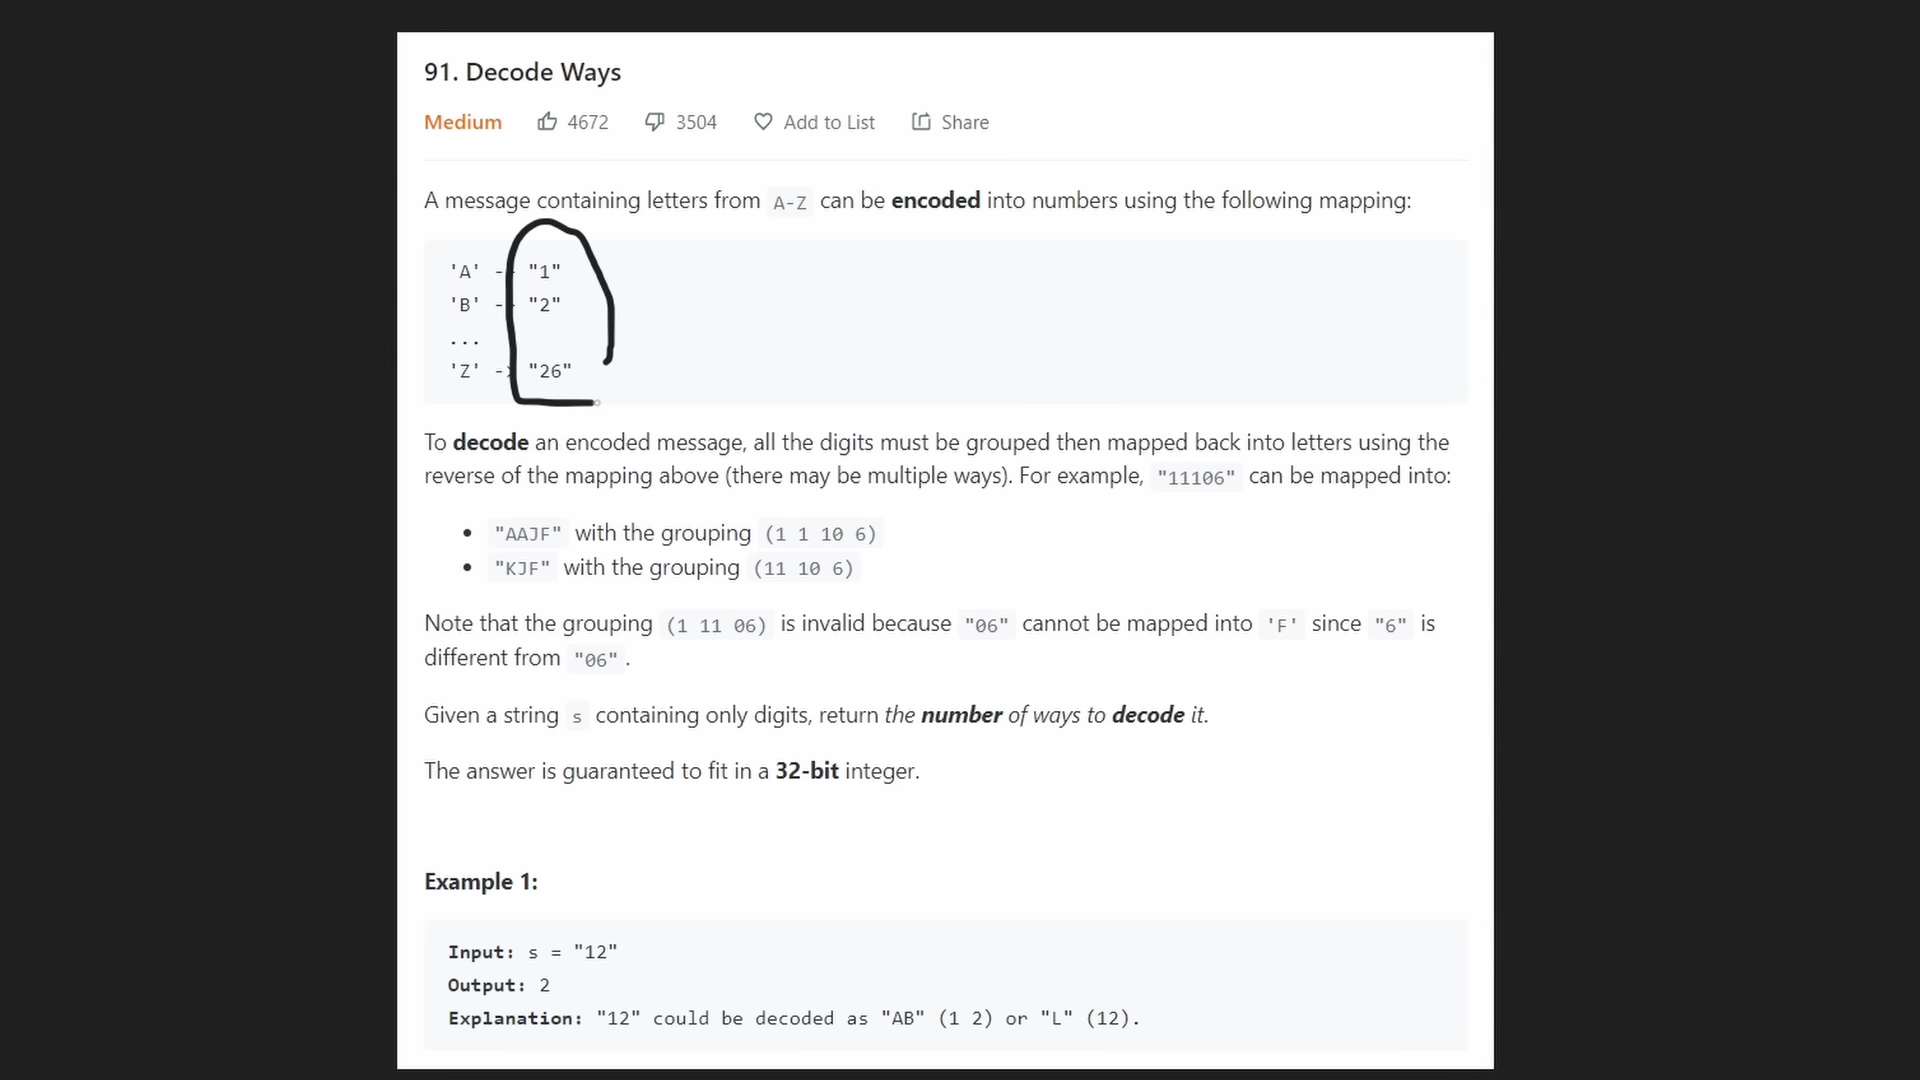 91. Decode Ways
Medium 4672 3504 Add to List Share
A message containing letters from A-Z can be encoded into numbers using the following mapping:
'A' - "1"
'B' - "2"
...
'Z' -> "26"
To decode an encoded message, all the digits must be grouped then mapped back into letters using the
reverse of the mapping above (there may be multiple ways). For example, "11106" can be mapped into:
• "AAJF" with the grouping (1 1 10 6)
• "KJF" with the grouping (11 10 6)
Note that the grouping (1 11 06) is invalid because "06" cannot be mapped into 'F' since "6" is
different from "06".
Given a string s containing only digits, return the number of ways to decode it.
The answer is guaranteed to fit in a 32-bit integer.
Example 1:
Input: s = "12"
Output: 2
Explanation: "12" could be decoded as "AB" (1 2) or "L" (12).